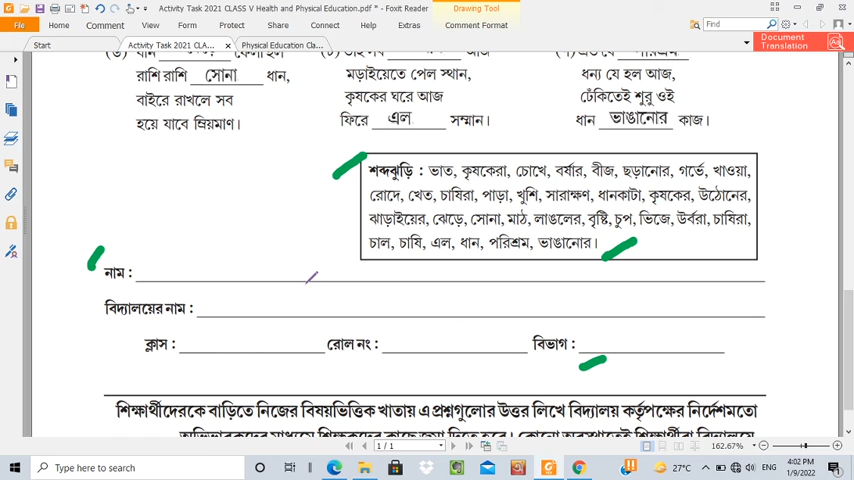 Activity Task 2021 CLASS V Health and Physical Education.pdf * - Foxit Reader
Drawing Tool
File Home Comment View Form Protect Share Connect Help Extras Comment Format
Find
Start Activity Task 2021 CLA... Physical Education Cla...
Document Translation
রাশি রাশি সোনা ধান,
মড়াইয়েতে পেল স্থান,
ধন্য যে হল আজ,
বাইরে রাখলে সব
কৃষকের ঘরে আজ
ঢেঁকিতেই শুরু ওই
হয়ে যাবে ম্রিয়মাণ।
ফিরে এল সম্মান।
ধান ভাঙানোর কাজ।
শব্দঝুড়ি : ভাত, কৃষকেরা, চোখে, বর্ষার, বীজ, ছড়ানোর, গর্ভে, খাওয়া,
রোদে, খেত, চাষিরা, পাড়া, খুশি, সারাক্ষণ, ধানকাটা, কৃষকের, উঠোনের,
ঝাড়াইয়ের, ঝেড়ে, সোনা, মাঠ, লাঙলের, বৃষ্টি, চুপ, ভিজে, উর্বরা, চাষিরা,
চাল, চাষি, এল, ধান, পরিশ্রম, ভাঙানোর।
নাম :
বিদ্যালয়ের নাম :
ক্লাস : রোল নং : বিভাগ :
শিক্ষার্থীদেরকে বাড়িতে নিজের বিষয়ভিত্তিক খাতায় এ প্রশ্নগুলোর উত্তর লিখে বিদ্যালয় কর্তৃপক্ষের নির্দেশমতো
1 / 1
162.67%
Type here to search
27°C
ENG
4:02 PM
1/9/2022